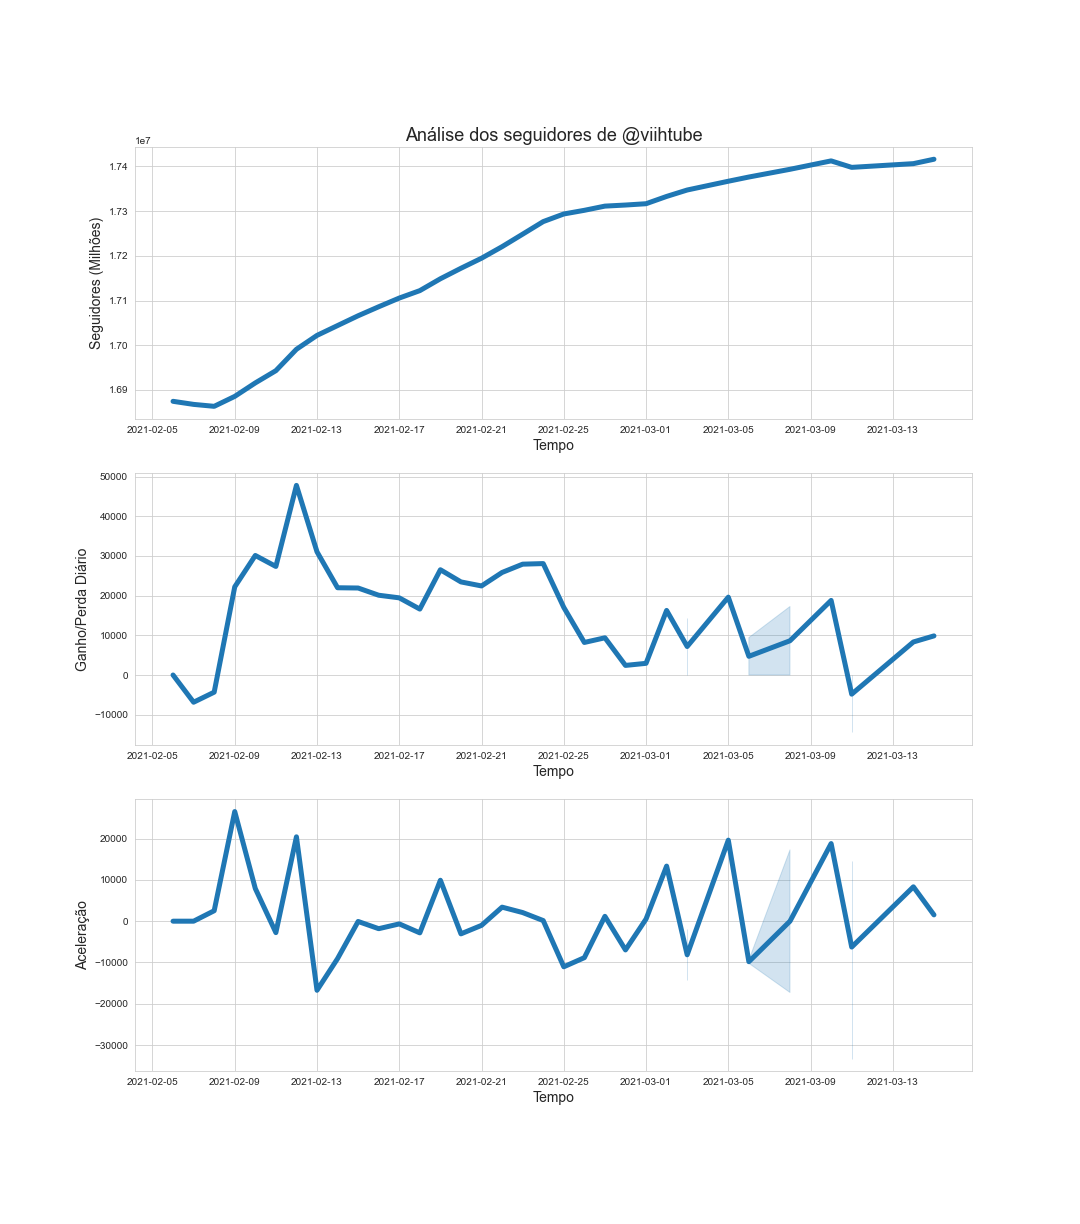 Análise dos seguidores de @viihtube
1e7
1.74
1.73
1.72
1.71
1.70
1.69
Seguidores (Milhões)
2021-02-05 2021-02-09 2021-02-13 2021-02-17 2021-02-21 2021-02-25 2021-03-01 2021-03-05 2021-03-09 2021-03-13
Tempo
50000
40000
30000
20000
10000
0
−10000
Ganho/Perda Diário
2021-02-05 2021-02-09 2021-02-13 2021-02-17 2021-02-21 2021-02-25 2021-03-01 2021-03-05 2021-03-09 2021-03-13
Tempo
20000
10000
0
−10000
−20000
−30000
Aceleração
2021-02-05 2021-02-09 2021-02-13 2021-02-17 2021-02-21 2021-02-25 2021-03-01 2021-03-05 2021-03-09 2021-03-13
Tempo